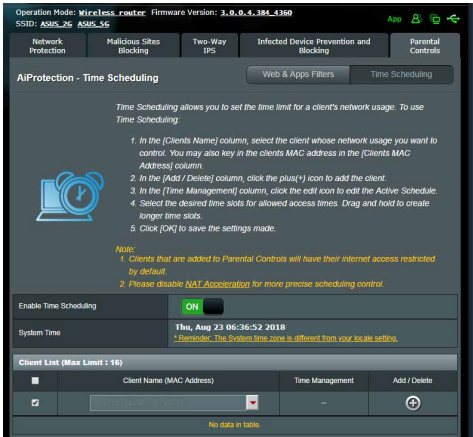 Operation Mode: Wireless router Firmware Version: 3.0.0.4.384_4360
SSID: ASUS_2G ASUS_5G
App
Network Protection
Malicious Sites Blocking
Two-Way IPS
Infected Device Prevention and Blocking
Parental Controls
AiProtection - Time Scheduling
Web & Apps Filters
Time Scheduling
Time Scheduling allows you to set the time limit for a client's network usage. To use
Time Scheduling:
1. In the [Clients Name] column, select the client whose network usage you want to
control. You may also key in the clients MAC address in the [Clients MAC
Address] column.
2. In the [Add / Delete] column, click the plus(+) icon to add the client.
3. In the [Time Management] column, click the edit icon to edit the Active Schedule.
4. Select the desired time slots for allowed access times. Drag and hold to create
longer time slots.
5. Click [OK] to save the settings made.
Note:
1. Clients that are added to Parental Controls will have their internet access restricted
by default.
2. Please disable NAT Acceleration for more precise scheduling control.
Enable Time Scheduling
ON
System Time
Thu, Aug 23 06:36:52 2018
* Reminder: The System time zone is different from your locale setting.
Client List (Max Limit : 16)
Client Name (MAC Address)
Time Management
Add / Delete
–
No data in table.